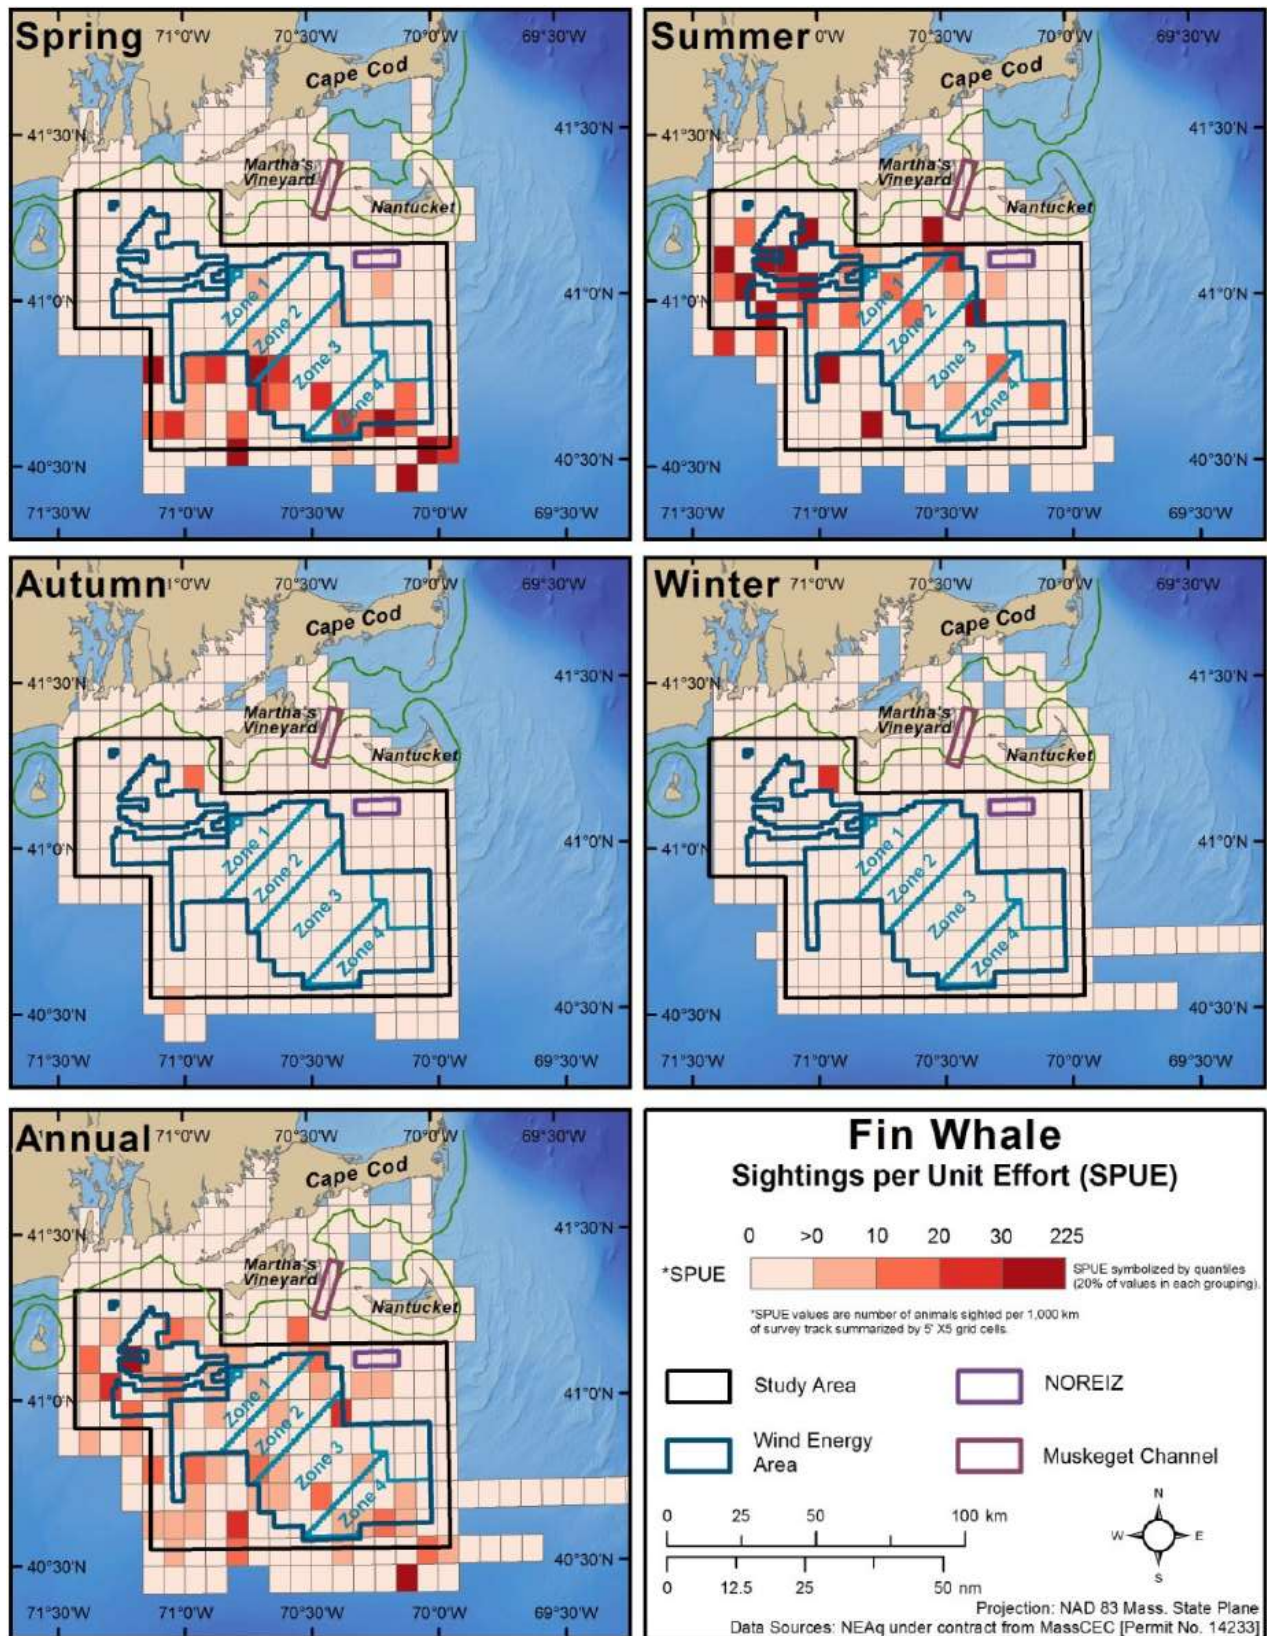 Spring
71°0'W
70°30'W
70°0'W
69°30'W
Cape Cod
41°30'N
41°30'N
Martha's
Vineyard
Nantucket
41°0'N
41°0'N
Zone 1
Zone 2
Zone 3
Zone 4
40°30'N
40°30'N
71°30'W
71°0'W
70°30'W
70°0'W
69°30'W
Summer
0'W
70°30'W
70°0'W
69°30'W
Cape Cod
41°30'N
41°30'N
Martha's
Vineyard
Nantucket
41°0'N
41°0'N
Zone 1
Zone 2
Zone 3
Zone 4
40°30'N
40°30'N
71°30'W
71°0'W
70°30'W
70°0'W
69°30'W
Autumn
1°0'W
70°30'W
70°0'W
69°30'W
Cape Cod
41°30'N
41°30'N
Martha's
Vineyard
Nantucket
41°0'N
41°0'N
Zone 1
Zone 2
Zone 3
Zone 4
40°30'N
40°30'N
71°30'W
71°0'W
70°30'W
70°0'W
69°30'W
Winter
71°0'W
70°30'W
70°0'W
69°30'W
Cape Cod
41°30'N
41°30'N
Martha's
Vineyard
Nantucket
41°0'N
41°0'N
Zone 1
Zone 2
Zone 3
Zone 4
40°30'N
40°30'N
71°30'W
71°0'W
70°30'W
70°0'W
69°30'W
Annual
71°0'W
70°30'W
70°0'W
69°30'W
Cape Cod
41°30'N
41°30'N
Martha's
Vineyard
Nantucket
41°0'N
41°0'N
Zone 1
Zone 2
Zone 3
Zone 4
40°30'N
40°30'N
71°30'W
71°0'W
70°30'W
70°0'W
69°30'W
Fin Whale
Sightings per Unit Effort (SPUE)
0 >0 10 20 30 225
*SPUE
SPUE symbolized by quantiles
(20% of values in each grouping).
*SPUE values are number of animals sighted per 1,000 km
of survey track summarized by 5' X5 grid cells.
Study Area
NOREIZ
Wind Energy
Area
Muskeget Channel
0 25 50 100 km
0 12.5 25 50 nm
N
W E
S
Projection: NAD 83 Mass. State Plane
Data Sources: NEAq under contract from MassCEC [Permit No. 14233]